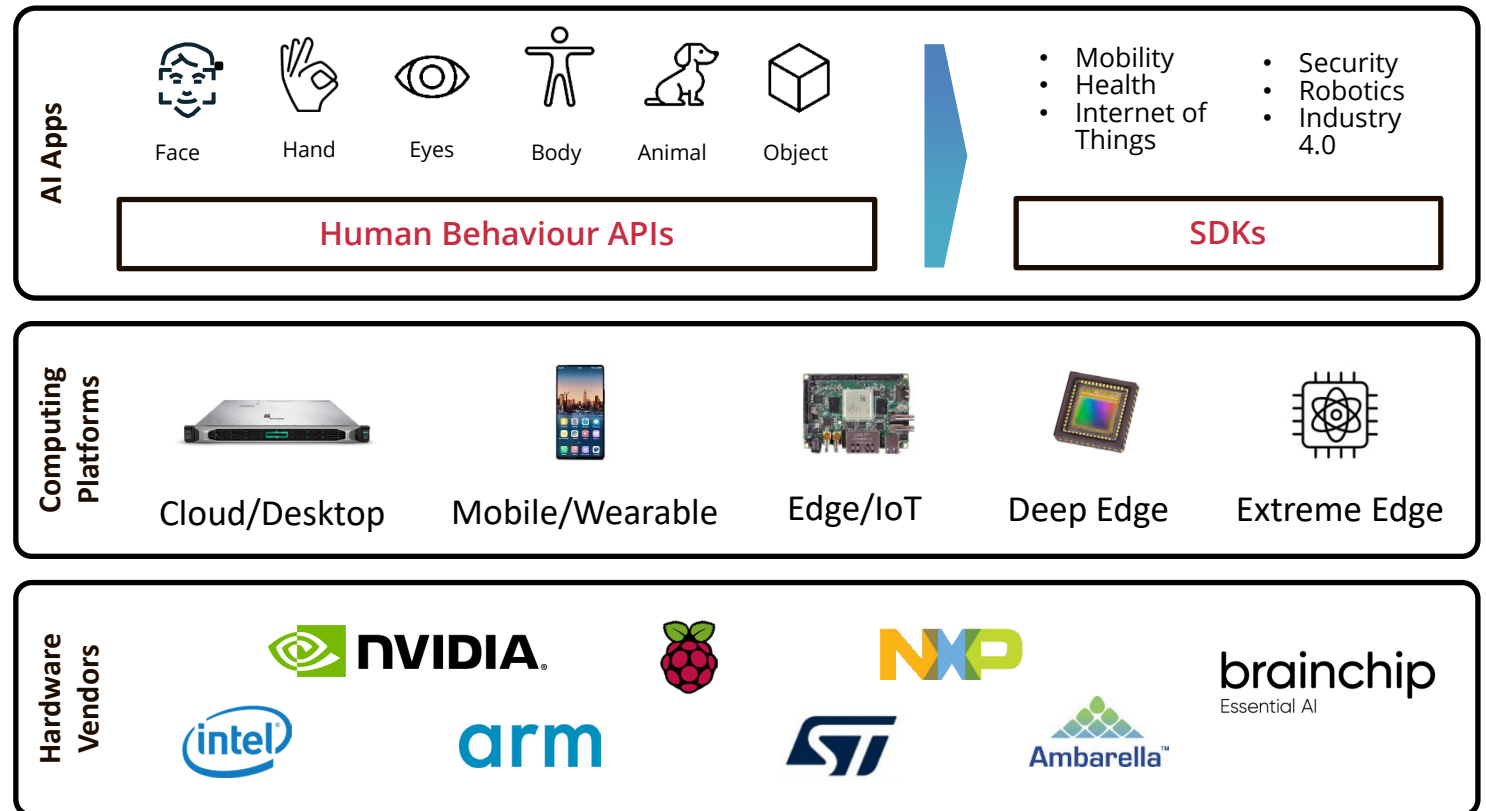 AI Apps
Face
Hand
Eyes
Body
Animal
Object
Human Behaviour APIs
• Mobility
• Health
• Internet of
Things
• Security
• Robotics
• Industry
4.0
SDKs
Computing
Platforms
Cloud/Desktop
Mobile/Wearable
Edge/IoT
Deep Edge
Extreme Edge
Hardware
Vendors
NVIDIA.
NXP
brainchip
Essential AI
intel
arm
ST
Ambarella™